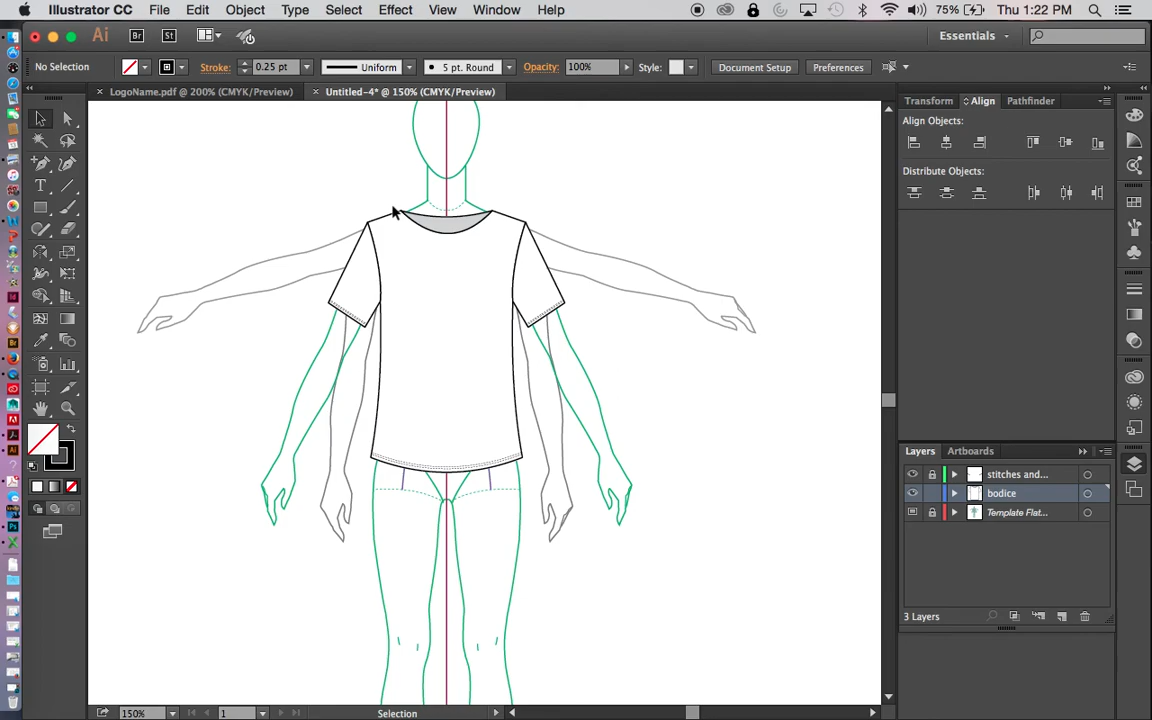 Illustrator CC File Edit Object Type Select Effect View Window Help 75% Thu 1:22 PM
Ai Br St Essentials
No Selection Stroke: 0.25 pt Uniform 5 pt. Round Opacity: 100% Style: Document Setup Preferences
× LogoName.pdf @ 200% (CMYK/Preview) × Untitled-4* @ 150% (CMYK/Preview)
Transform Align Pathfinder
Align Objects:
Distribute Objects:
Layers Artboards
stitches and...
bodice
Template Flat...
3 Layers
150% 1 Selection